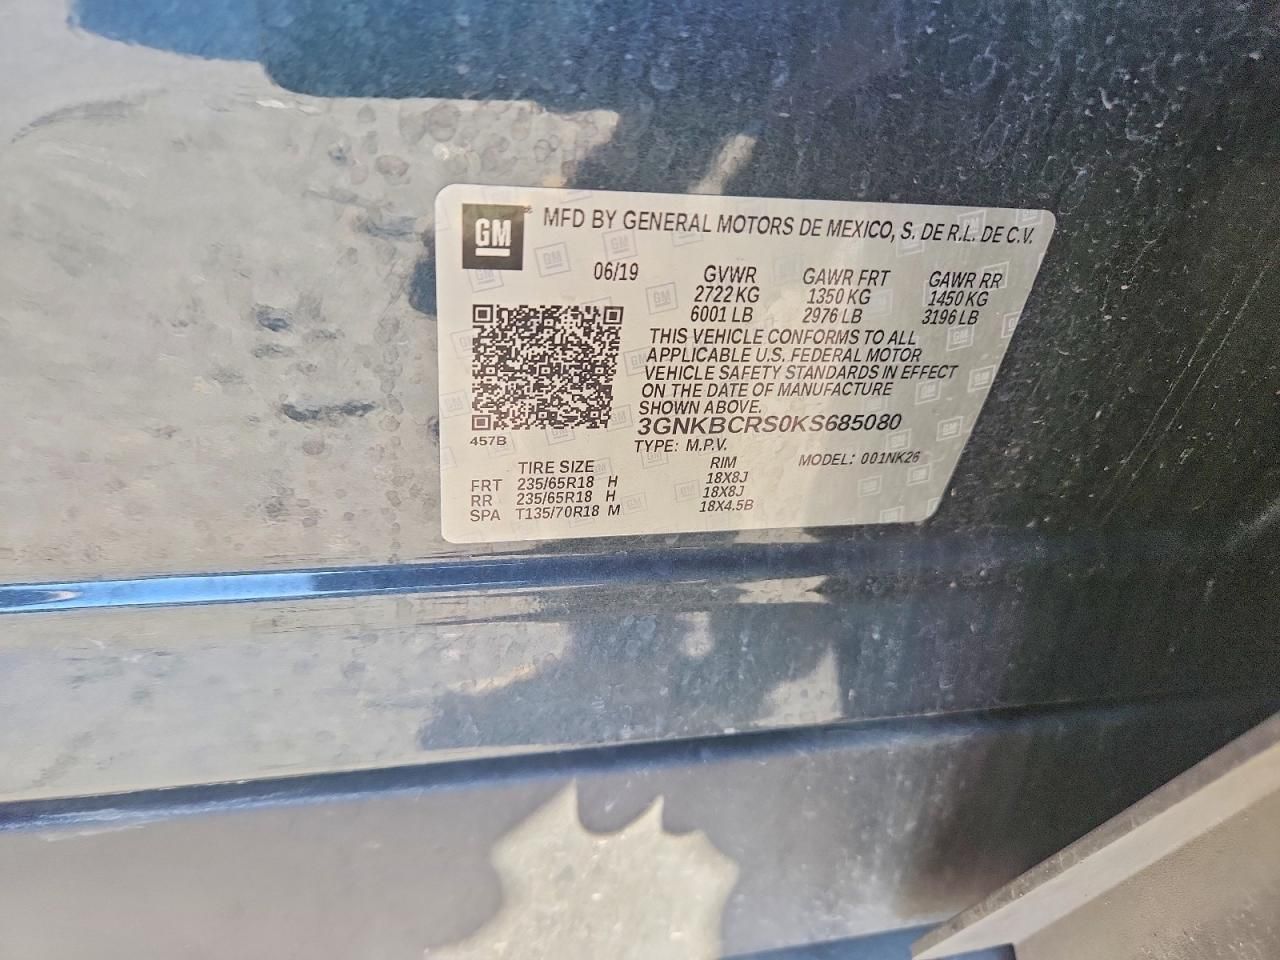 GM
MFD BY GENERAL MOTORS DE MEXICO, S. DE R.L. DE C.V.
06/19 GVWR GAWR FRT GAWR RR
2722 KG 1350 KG 1450 KG
6001 LB 2976 LB 3196 LB
THIS VEHICLE CONFORMS TO ALL
APPLICABLE U.S. FEDERAL MOTOR
VEHICLE SAFETY STANDARDS IN EFFECT
ON THE DATE OF MANUFACTURE
SHOWN ABOVE.
3GNKBCRS0KS685080
457B
TYPE: M.P.V. MODEL: 001NK26
TIRE SIZE RIM
FRT 235/65R18 H 18X8J
RR 235/65R18 H 18X8J
SPA T135/70R18 M 18X4.5B